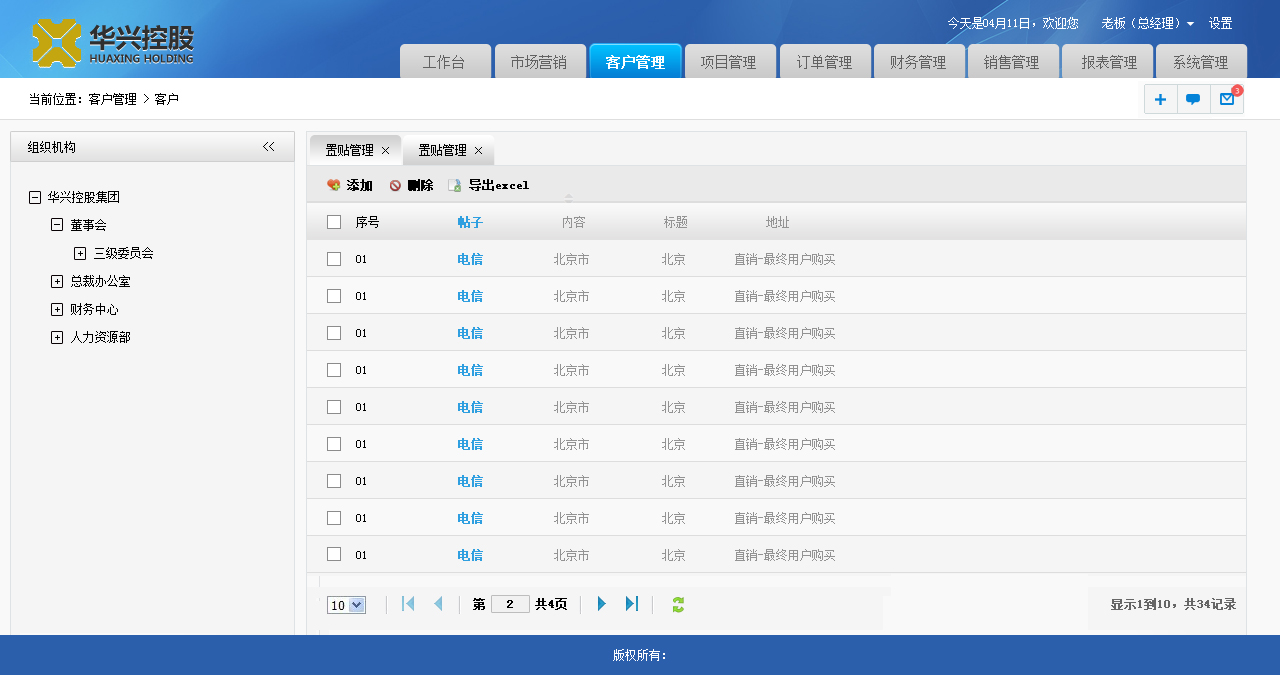 华兴控股
HUAXING HOLDING
今天是04月11日，欢迎您 老板（总经理） 设置
工作台 市场营销 客户管理 项目管理 订单管理 财务管理 销售管理 报表管理 系统管理
当前位置：客户管理 > 客户
3
组织机构
华兴控股集团
董事会
三级委员会
总裁办公室
财务中心
人力资源部
置贴管理 置贴管理
添加 删除 导出excel
序号 帖子 内容 标题 地址
01 电信 北京市 北京 直销-最终用户购买
01 电信 北京市 北京 直销-最终用户购买
01 电信 北京市 北京 直销-最终用户购买
01 电信 北京市 北京 直销-最终用户购买
01 电信 北京市 北京 直销-最终用户购买
01 电信 北京市 北京 直销-最终用户购买
01 电信 北京市 北京 直销-最终用户购买
01 电信 北京市 北京 直销-最终用户购买
01 电信 北京市 北京 直销-最终用户购买
10 第 2 共4页 显示1到10，共34记录
版权所有：